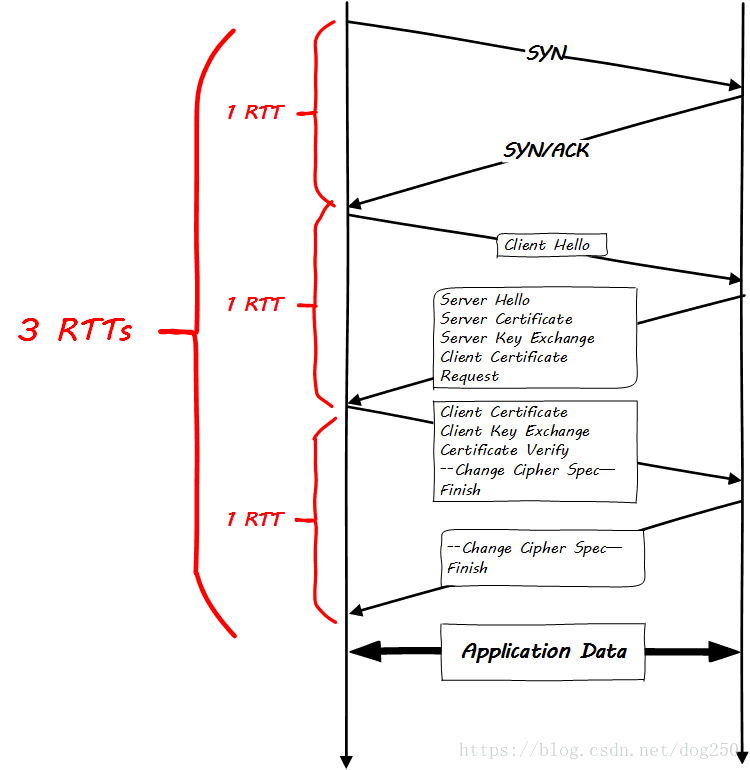 SYN
1 RTT
SYN/ACK
Client Hello
3 RTTs
1 RTT
Server Hello
Server Certificate
Server Key Exchange
Client Certificate
Request
Client Certificate
Client Key Exchange
Certificate Verify
--Change Cipher Spec—
Finish
1 RTT
--Change Cipher Spec—
Finish
Application Data
https://blog.csdn.net/dog250